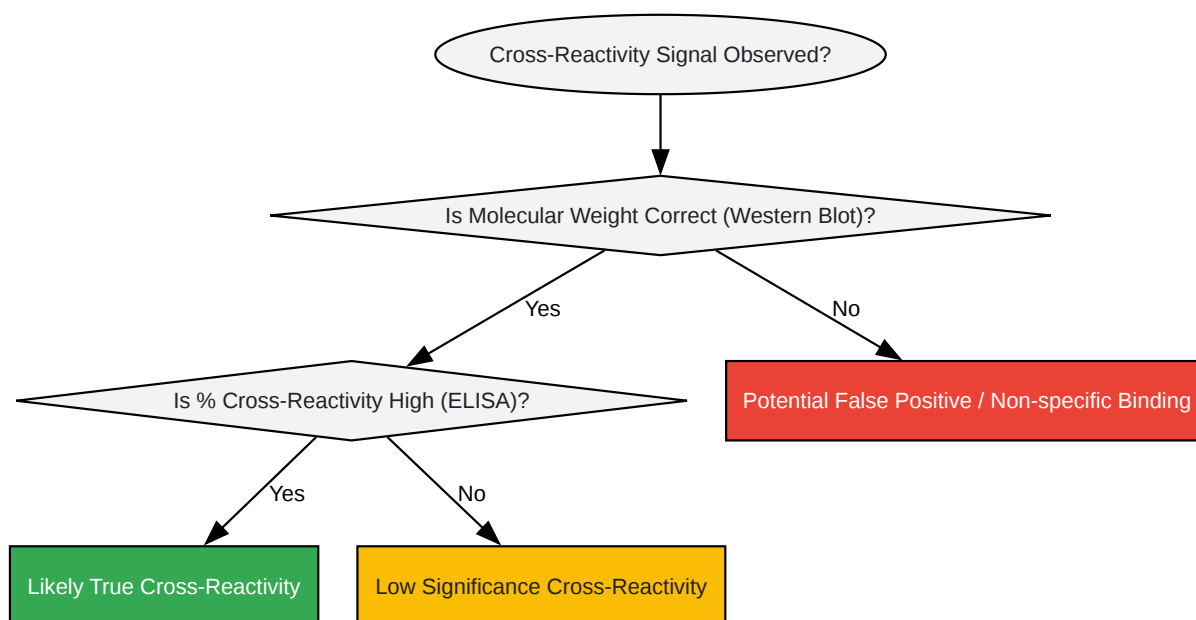 Cross-Reactivity Signal Observed?
Is Molecular Weight Correct (Western Blot)?
Yes
No
Is % Cross-Reactivity High (ELISA)?
Potential False Positive / Non-specific Binding
Yes
No
Likely True Cross-Reactivity
Low Significance Cross-Reactivity